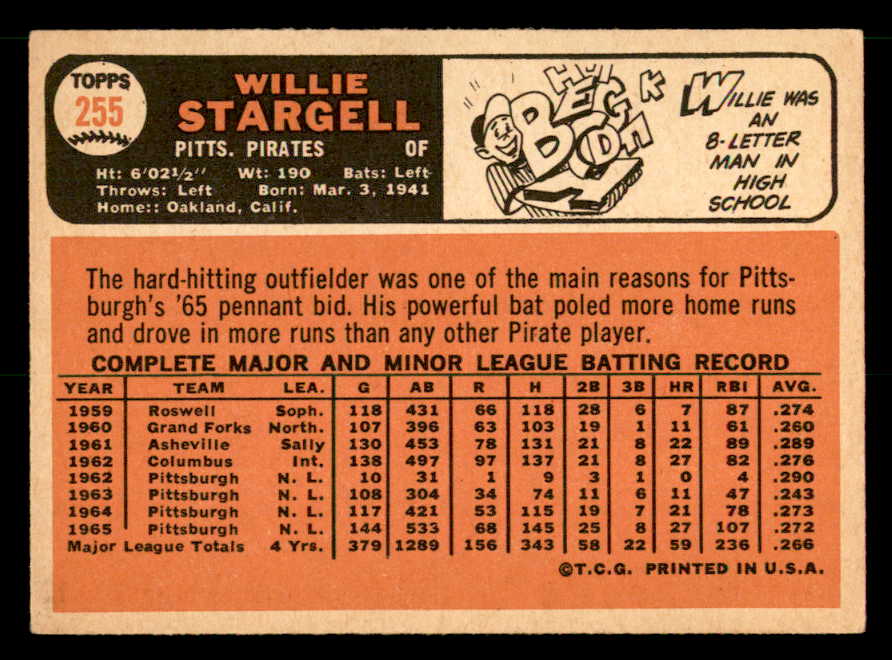 TOPPS
255
WILLIE
STARGELL
PITTS. PIRATES OF
Ht: 6'02½" Wt: 190 Bats: Left
Throws: Left Born: Mar. 3, 1941
Home:: Oakland, Calif.
WILLIE WAS
AN
8-LETTER
MAN IN
HIGH
SCHOOL
The hard-hitting outfielder was one of the main reasons for Pitts-
burgh's '65 pennant bid. His powerful bat poled more home runs
and drove in more runs than any other Pirate player.
COMPLETE MAJOR AND MINOR LEAGUE BATTING RECORD
YEAR TEAM LEA. G AB R H 2B 3B HR RBI AVG.
1959 Roswell Soph. 118 431 66 118 28 6 7 87 .274
1960 Grand Forks North. 107 396 63 103 19 1 11 61 .260
1961 Asheville Sally 130 453 78 131 21 8 22 89 .289
1962 Columbus Int. 138 497 97 137 21 8 27 82 .276
1962 Pittsburgh N. L. 10 31 1 9 3 1 0 4 .290
1963 Pittsburgh N. L. 108 304 34 74 11 6 11 47 .243
1964 Pittsburgh N. L. 117 421 53 115 19 7 21 78 .273
1965 Pittsburgh N. L. 144 533 68 145 25 8 27 107 .272
Major League Totals 4 Yrs. 379 1289 156 343 58 22 59 236 .266
©T.C.G. PRINTED IN U.S.A.